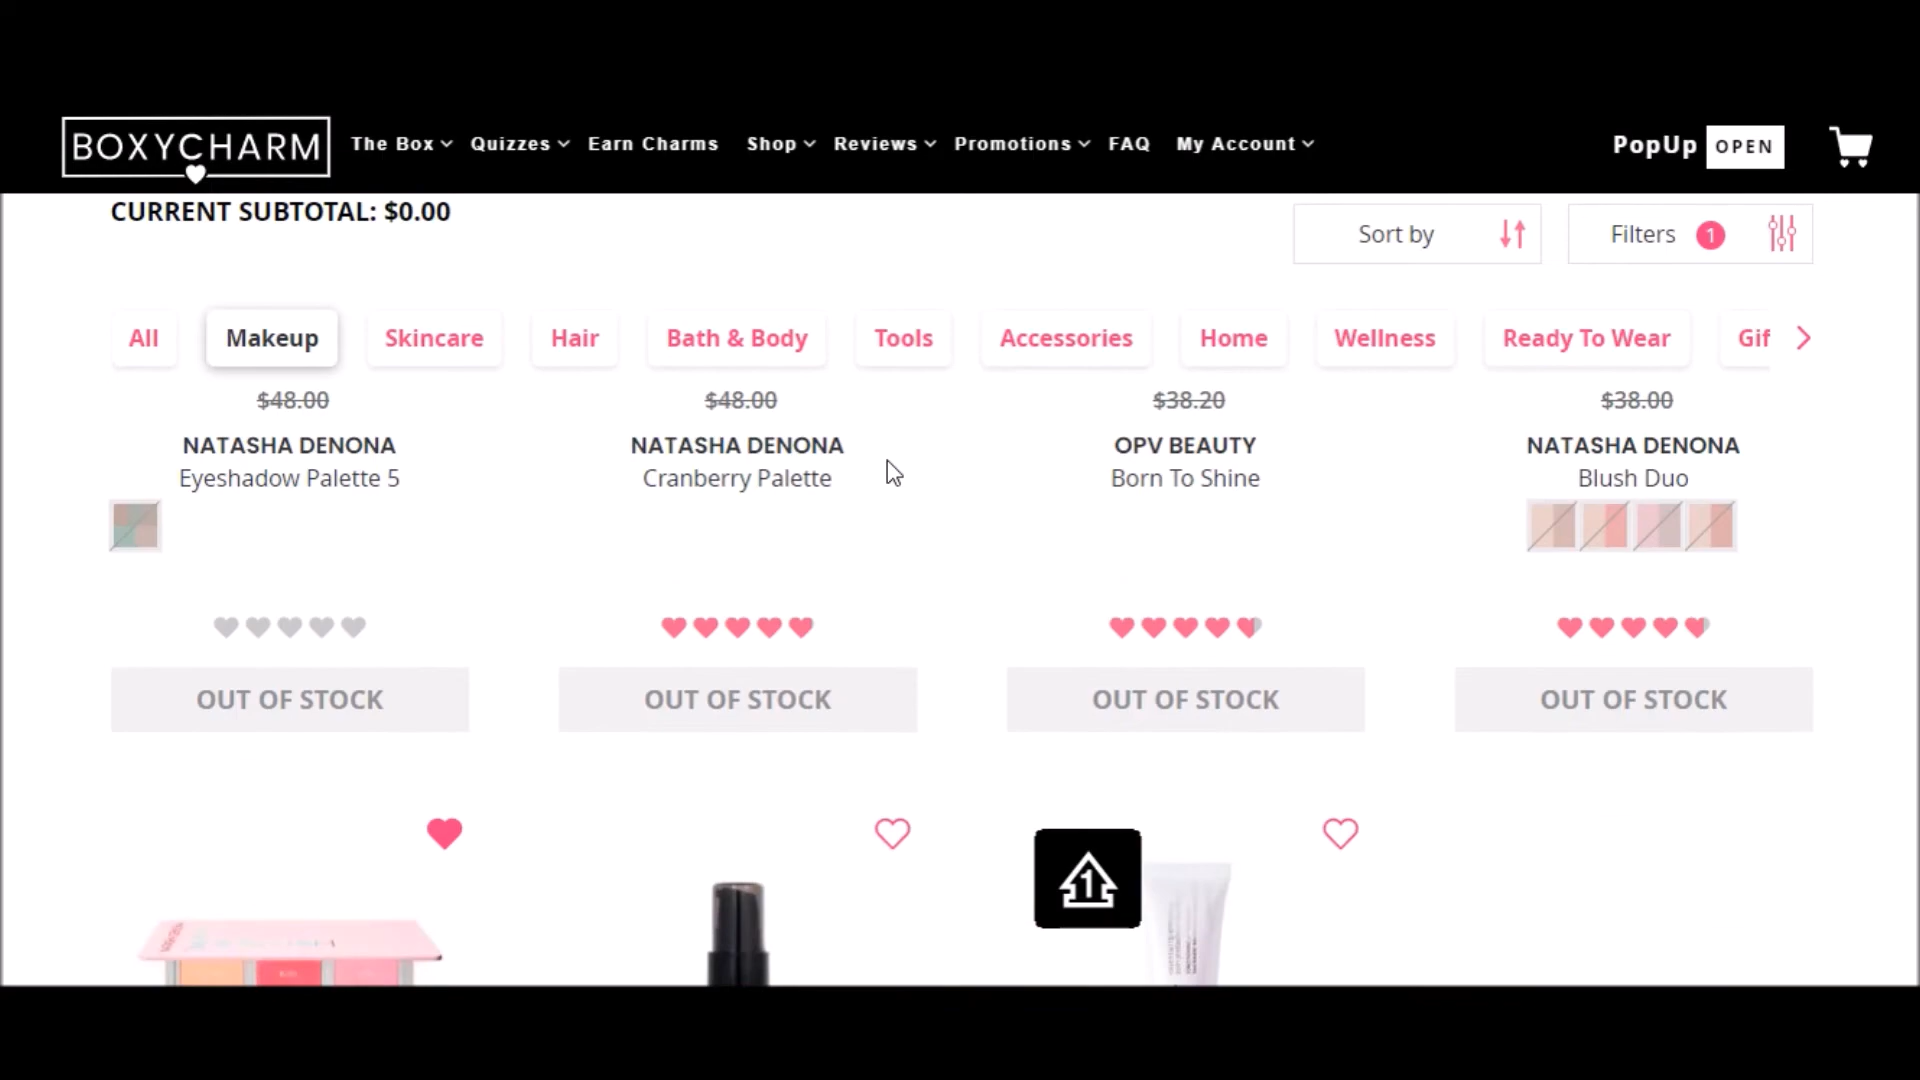 BOXYCHARM
The Box Quizzes Earn Charms Shop Reviews Promotions FAQ My Account
PopUp OPEN
CURRENT SUBTOTAL: $0.00
Sort by
Filters 1
All Makeup Skincare Hair Bath & Body Tools Accessories Home Wellness Ready To Wear Gif
$48.00 $48.00 $38.20 $38.00
NATASHA DENONA NATASHA DENONA OPV BEAUTY NATASHA DENONA
Eyeshadow Palette 5 Cranberry Palette Born To Shine Blush Duo
OUT OF STOCK OUT OF STOCK OUT OF STOCK OUT OF STOCK
1